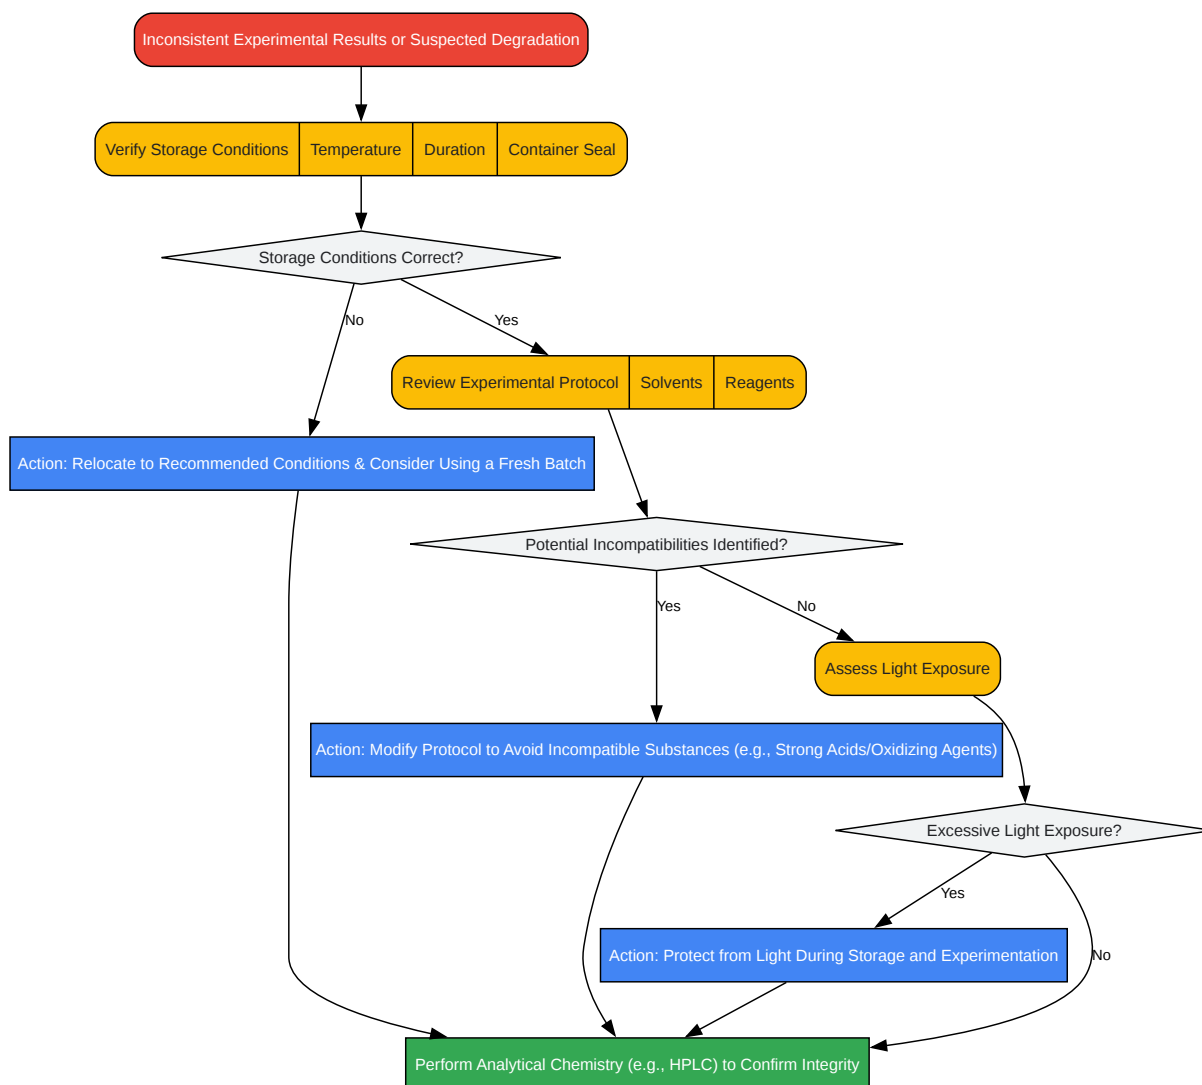 Inconsistent Experimental Results or Suspected Degradation
Verify Storage Conditions
Temperature
Duration
Container Seal
Storage Conditions Correct?
No
Yes
Review Experimental Protocol
Solvents
Reagents
Action: Relocate to Recommended Conditions & Consider Using a Fresh Batch
Potential Incompatibilities Identified?
Yes
No
Assess Light Exposure
Action: Modify Protocol to Avoid Incompatible Substances (e.g., Strong Acids/Oxidizing Agents)
Excessive Light Exposure?
Yes
Action: Protect from Light During Storage and Experimentation
No
Perform Analytical Chemistry (e.g., HPLC) to Confirm Integrity